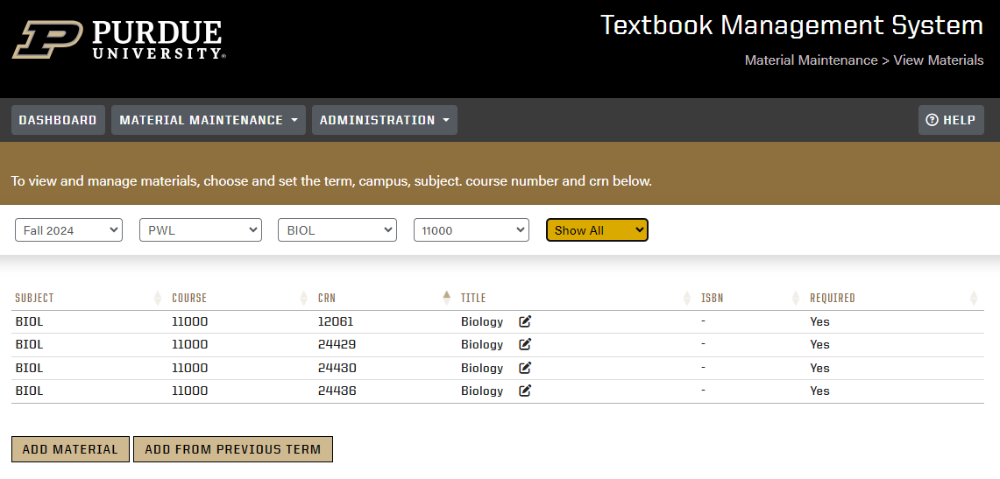 PURDUE
UNIVERSITY®
Textbook Management System
Material Maintenance > View Materials
DASHBOARD MATERIAL MAINTENANCE ADMINISTRATION HELP
To view and manage materials, choose and set the term, campus, subject. course number and crn below.
Fall 2024 PWL BIOL 11000 Show All
SUBJECT COURSE CRN TITLE ISBN REQUIRED
BIOL 11000 12061 Biology - Yes
BIOL 11000 24429 Biology - Yes
BIOL 11000 24430 Biology - Yes
BIOL 11000 24436 Biology - Yes
ADD MATERIAL ADD FROM PREVIOUS TERM